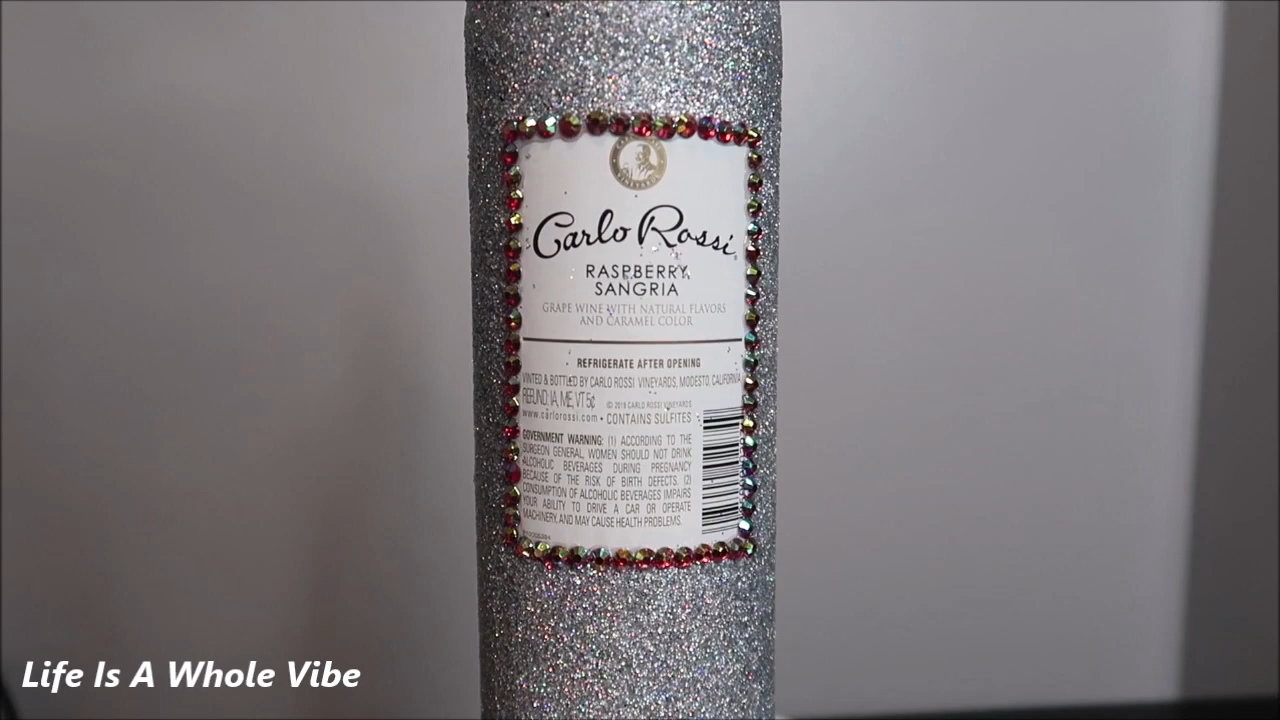 Carlo Rossi
RASPBERRY
SANGRIA
GRAPE WINE WITH NATURAL FLAVORS
AND CARAMEL COLOR
REFRIGERATE AFTER OPENING
VINTED & BOTTLED BY CARLO ROSSI VINEYARDS, MODESTO, CALIFORNIA
REFUND: IA, ME, VT 5¢ © 2019 CARLO ROSSI VINEYARDS
www.carlorossi.com • CONTAINS SULFITES
GOVERNMENT WARNING: (1) ACCORDING TO THE
SURGEON GENERAL, WOMEN SHOULD NOT DRINK
ALCOHOLIC BEVERAGES DURING PREGNANCY
BECAUSE OF THE RISK OF BIRTH DEFECTS. (2)
CONSUMPTION OF ALCOHOLIC BEVERAGES IMPAIRS
YOUR ABILITY TO DRIVE A CAR OR OPERATE
MACHINERY, AND MAY CAUSE HEALTH PROBLEMS.
Life Is A Whole Vibe